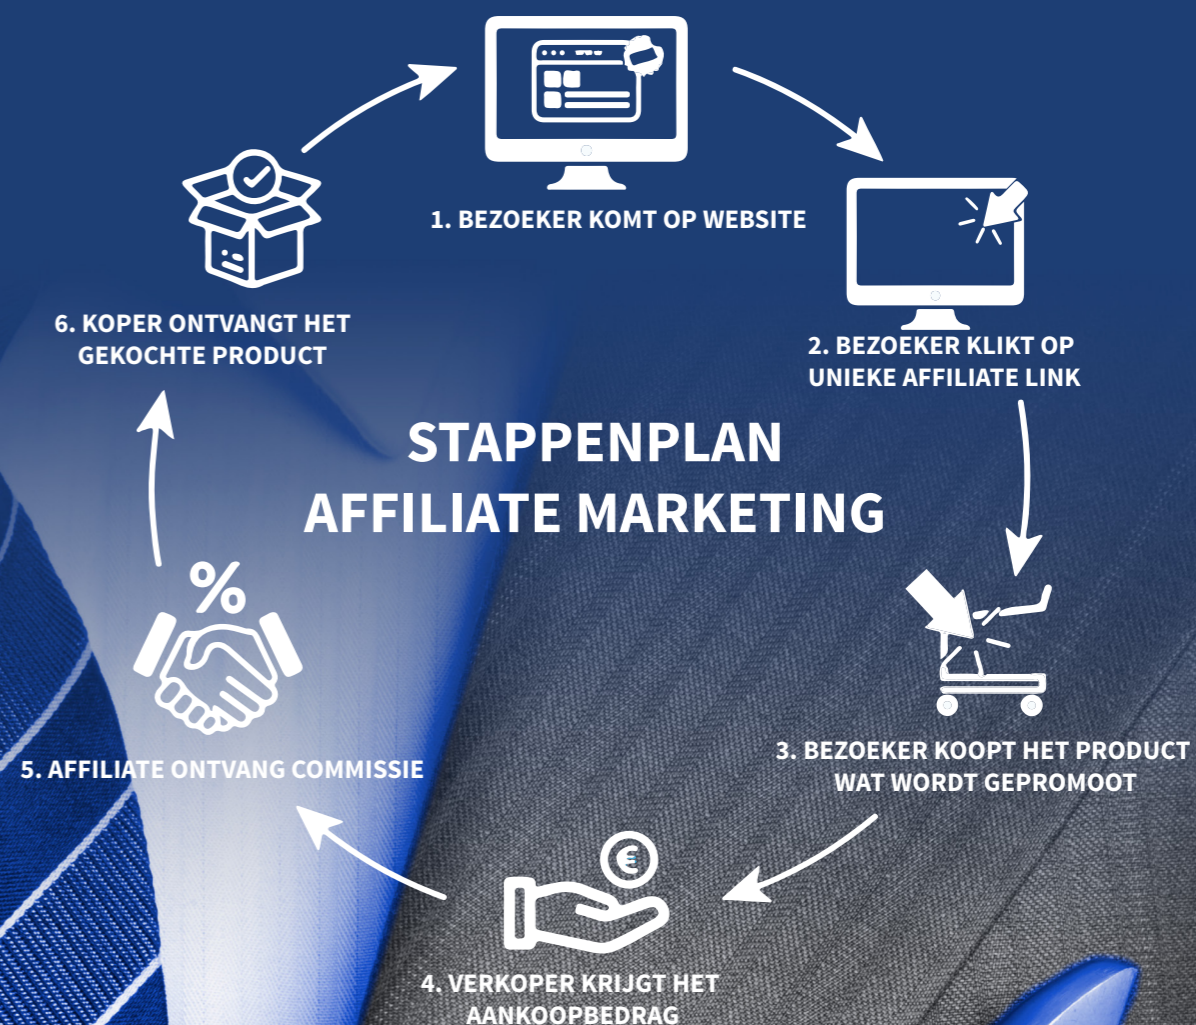 STAPPENPLAN
AFFILIATE MARKETING
1. BEZOEKER KOMT OP WEBSITE
2. BEZOEKER KLIKT OP
UNIEKE AFFILIATE LINK
3. BEZOEKER KOOPT HET PRODUCT
WAT WORDT GEPROMOOT
4. VERKOPER KRIJGT HET
AANKOOPBEDRAG
5. AFFILIATE ONTVANG COMMISSIE
6. KOPER ONTVANGT HET
GEKOCHTE PRODUCT
%
€